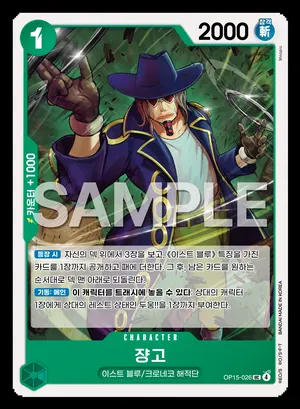 1
2000
참격
斬
카운터 +1000
SAMPLE
등장 시 자신의 덱 위에서 3장을 보고, 《이스트 블루》 특징을 가진
카드를 1장까지 공개하고 패에 더한다. 그 후, 남은 카드를 원하는
순서대로 덱 맨 아래로 되돌린다.
기동: 메인 이 캐릭터를 트래시에 놓을 수 있다: 상대의 캐릭터
1장에게 상대의 레스트 상태인 두웅!!을 1장까지 부여한다.
CHARACTER
쟝고
이스트 블루/크로네코 해적단
OP15-026 UC
BANDAI MADE IN KOREA